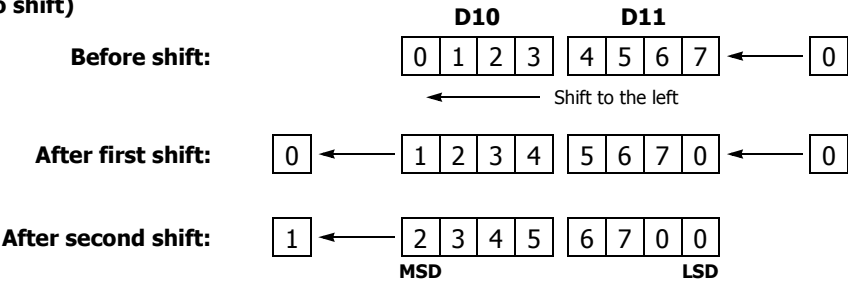 shift)
D10 D11
Before shift: 0 1 2 3 4 5 6 7 0
Shift to the left
After first shift: 0 1 2 3 4 5 6 7 0 0
After second shift: 1 2 3 4 5 6 7 0 0
MSD LSD